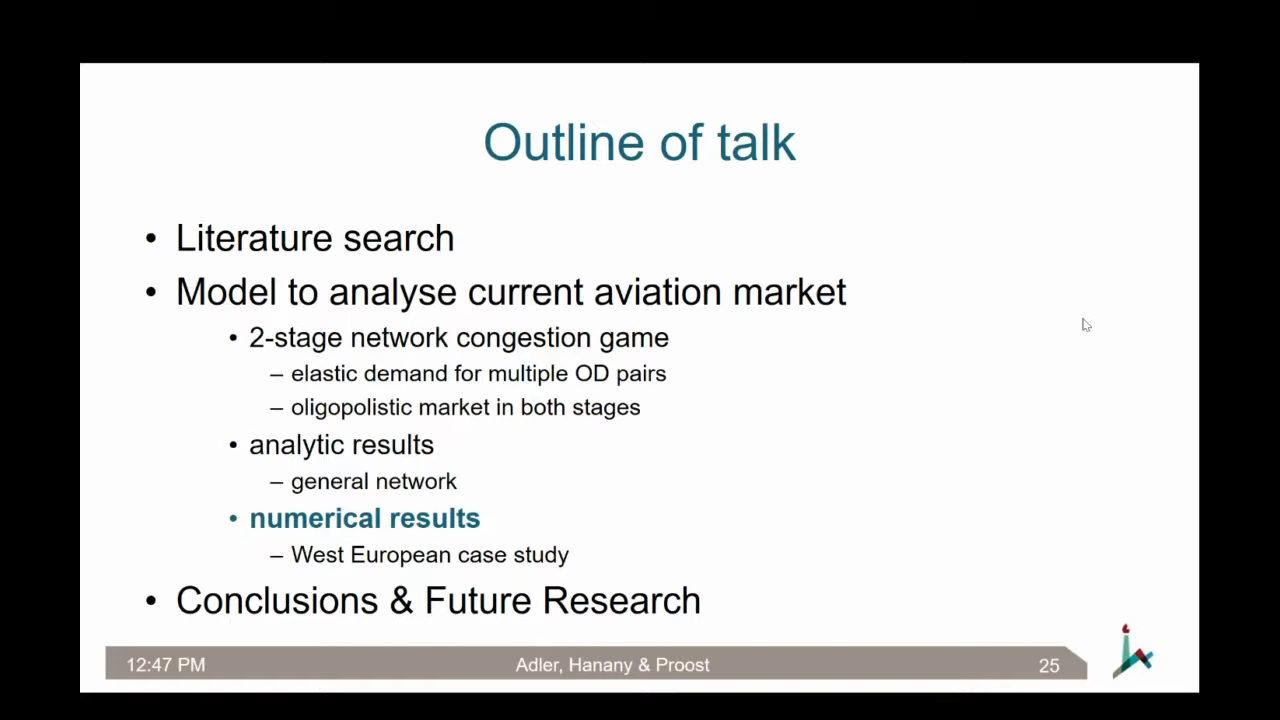 Outline of talk
• Literature search
• Model to analyse current aviation market
• 2-stage network congestion game
– elastic demand for multiple OD pairs
– oligopolistic market in both stages
• analytic results
– general network
• numerical results
– West European case study
• Conclusions & Future Research
12:47 PM Adler, Hanany & Proost 25